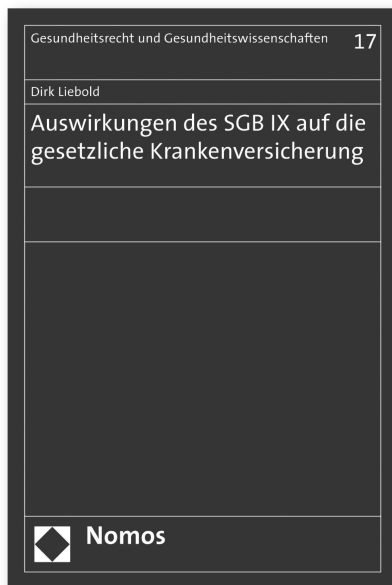 Gesundheitsrecht und Gesundheitswissenschaften 17
Dirk Liebold
Auswirkungen des SGB IX auf die
gesetzliche Krankenversicherung
Nomos